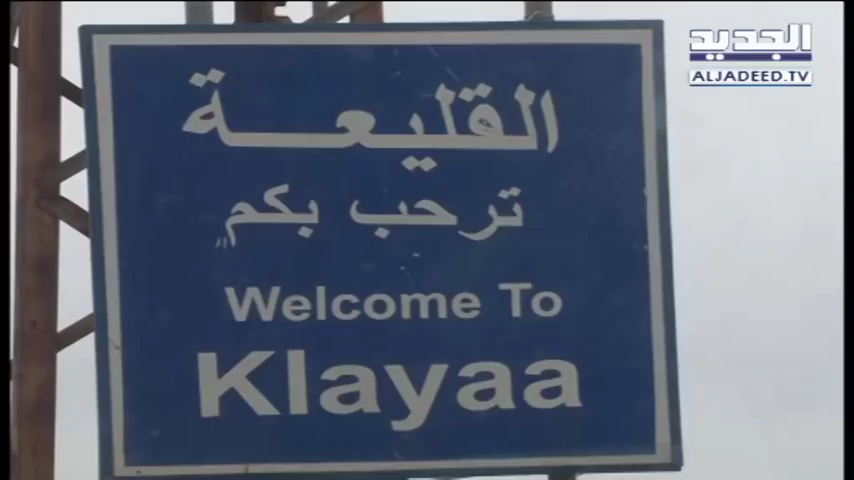 الجديد
ALJADEED.TV
القليعة
ترحب بكم
Welcome To
Klayaa